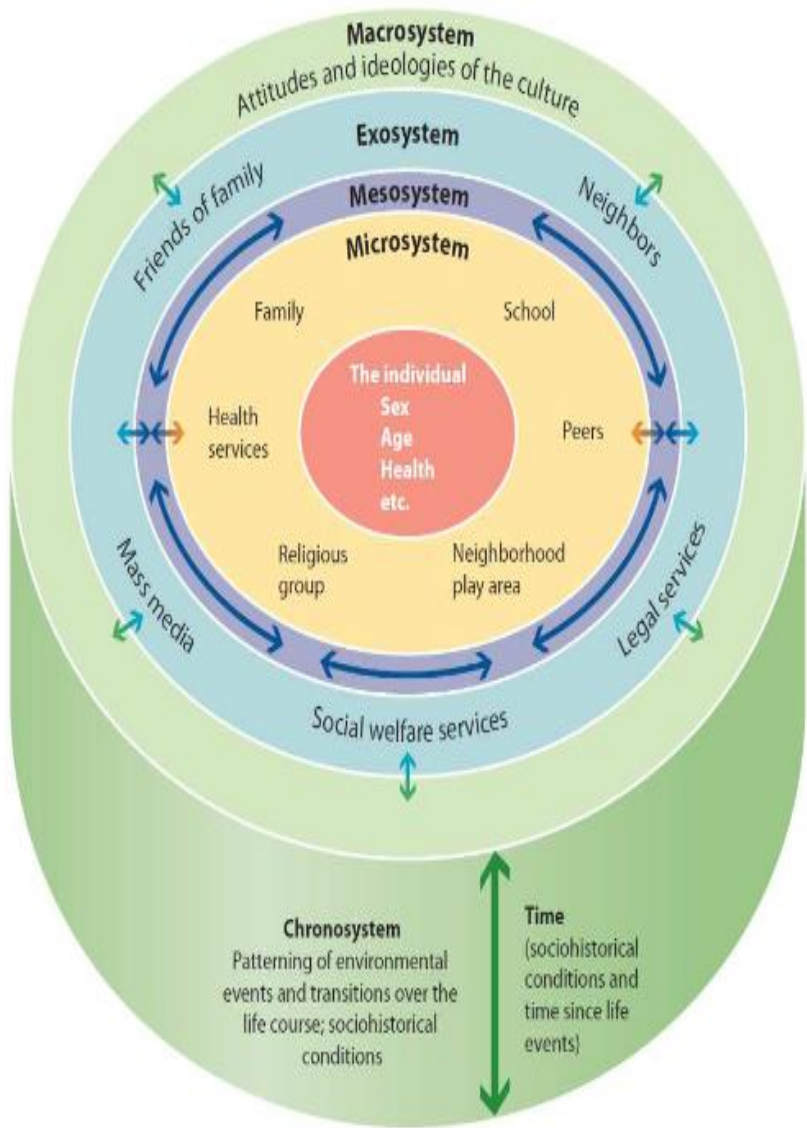 Macrosystem
Attitudes and ideologies of the culture
Exosystem
Friends of family
Neighbors
Mesosystem
Microsystem
Family
School
The individual
Sex
Age
Health
etc.
Health
services
Peers
Religious
group
Neighborhood
play area
Mass media
Legal services
Social welfare services
Chronosystem
Patterning of environmental
events and transitions over the
life course; sociohistorical
conditions
Time
(sociohistorical
conditions and
time since life
events)